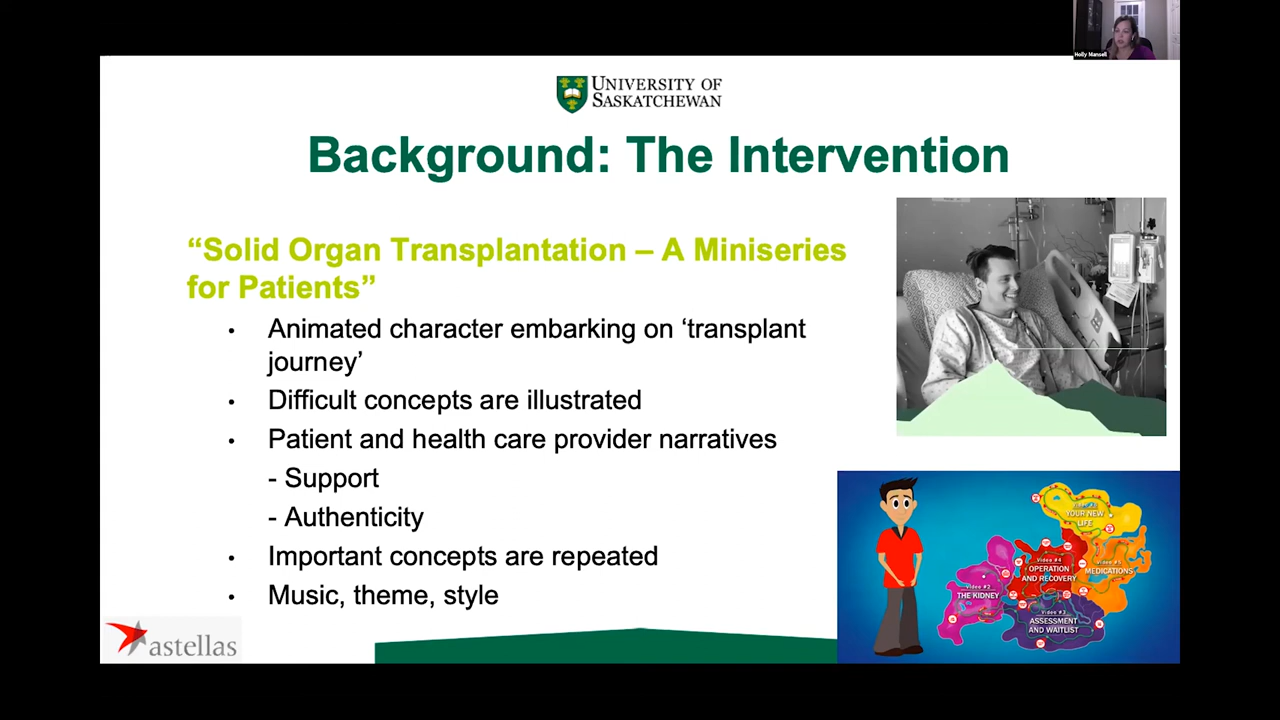 Holly Mansell
UNIVERSITY OF
SASKATCHEWAN
Background: The Intervention
“Solid Organ Transplantation – A Miniseries
for Patients”
• Animated character embarking on ‘transplant
journey’
• Difficult concepts are illustrated
• Patient and health care provider narratives
- Support
- Authenticity
• Important concepts are repeated
• Music, theme, style
YOUR NEW
LIFE
Video #4
OPERATION
AND RECOVERY
Video #5
MEDICATIONS
Video #2
THE KIDNEY
Video #3
ASSESSMENT
AND WAITLIST
astellas